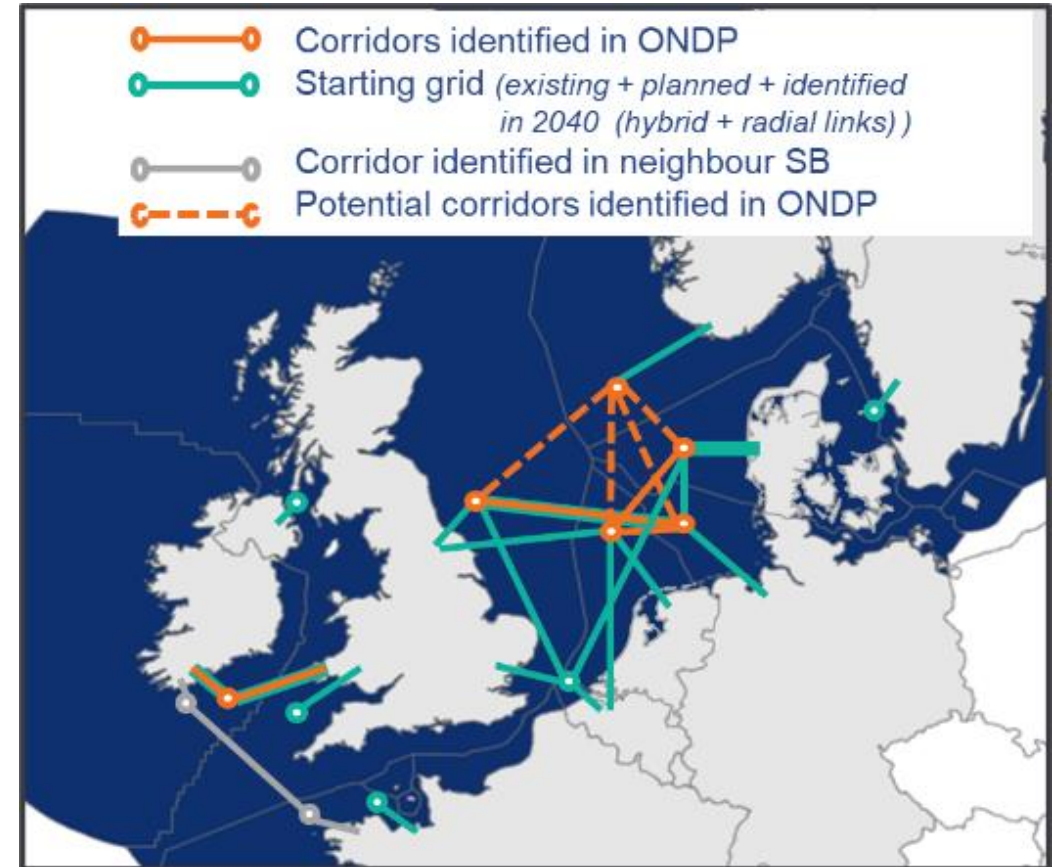 Corridors identified in ONDP
Starting grid (existing + planned + identified
in 2040 (hybrid + radial links) )
Corridor identified in neighbour SB
Potential corridors identified in ONDP